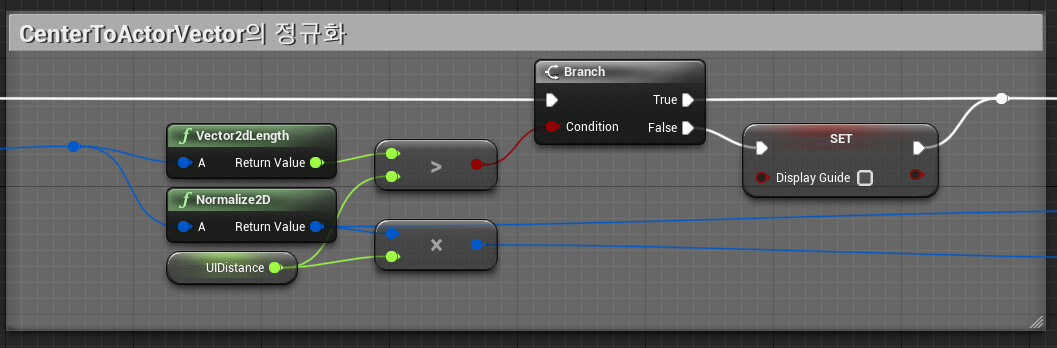 CenterToActorVector의 정규화
Branch
True
Condition
False
SET
Display Guide
f Vector2dLength
A Return Value
>
f Normalize2D
A Return Value
×
UIDistance